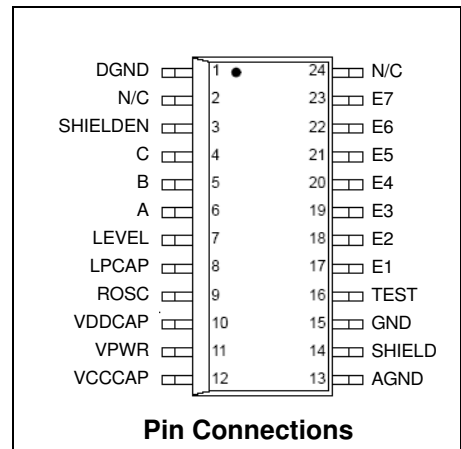 DGND 1 24 N/C
N/C 2 23 E7
SHIELDEN 3 22 E6
C 4 21 E5
B 5 20 E4
A 6 19 E3
LEVEL 7 18 E2
LPCAP 8 17 E1
ROSC 9 16 TEST
VDDCAP 10 15 GND
VPWR 11 14 SHIELD
VCCCAP 12 13 AGND
Pin Connections